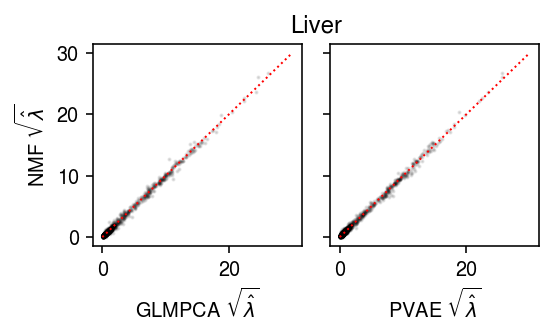 Liver
NMF √λ̂
30
20
10
0
0 20
0 20
GLMPCA √λ̂
PVAE √λ̂